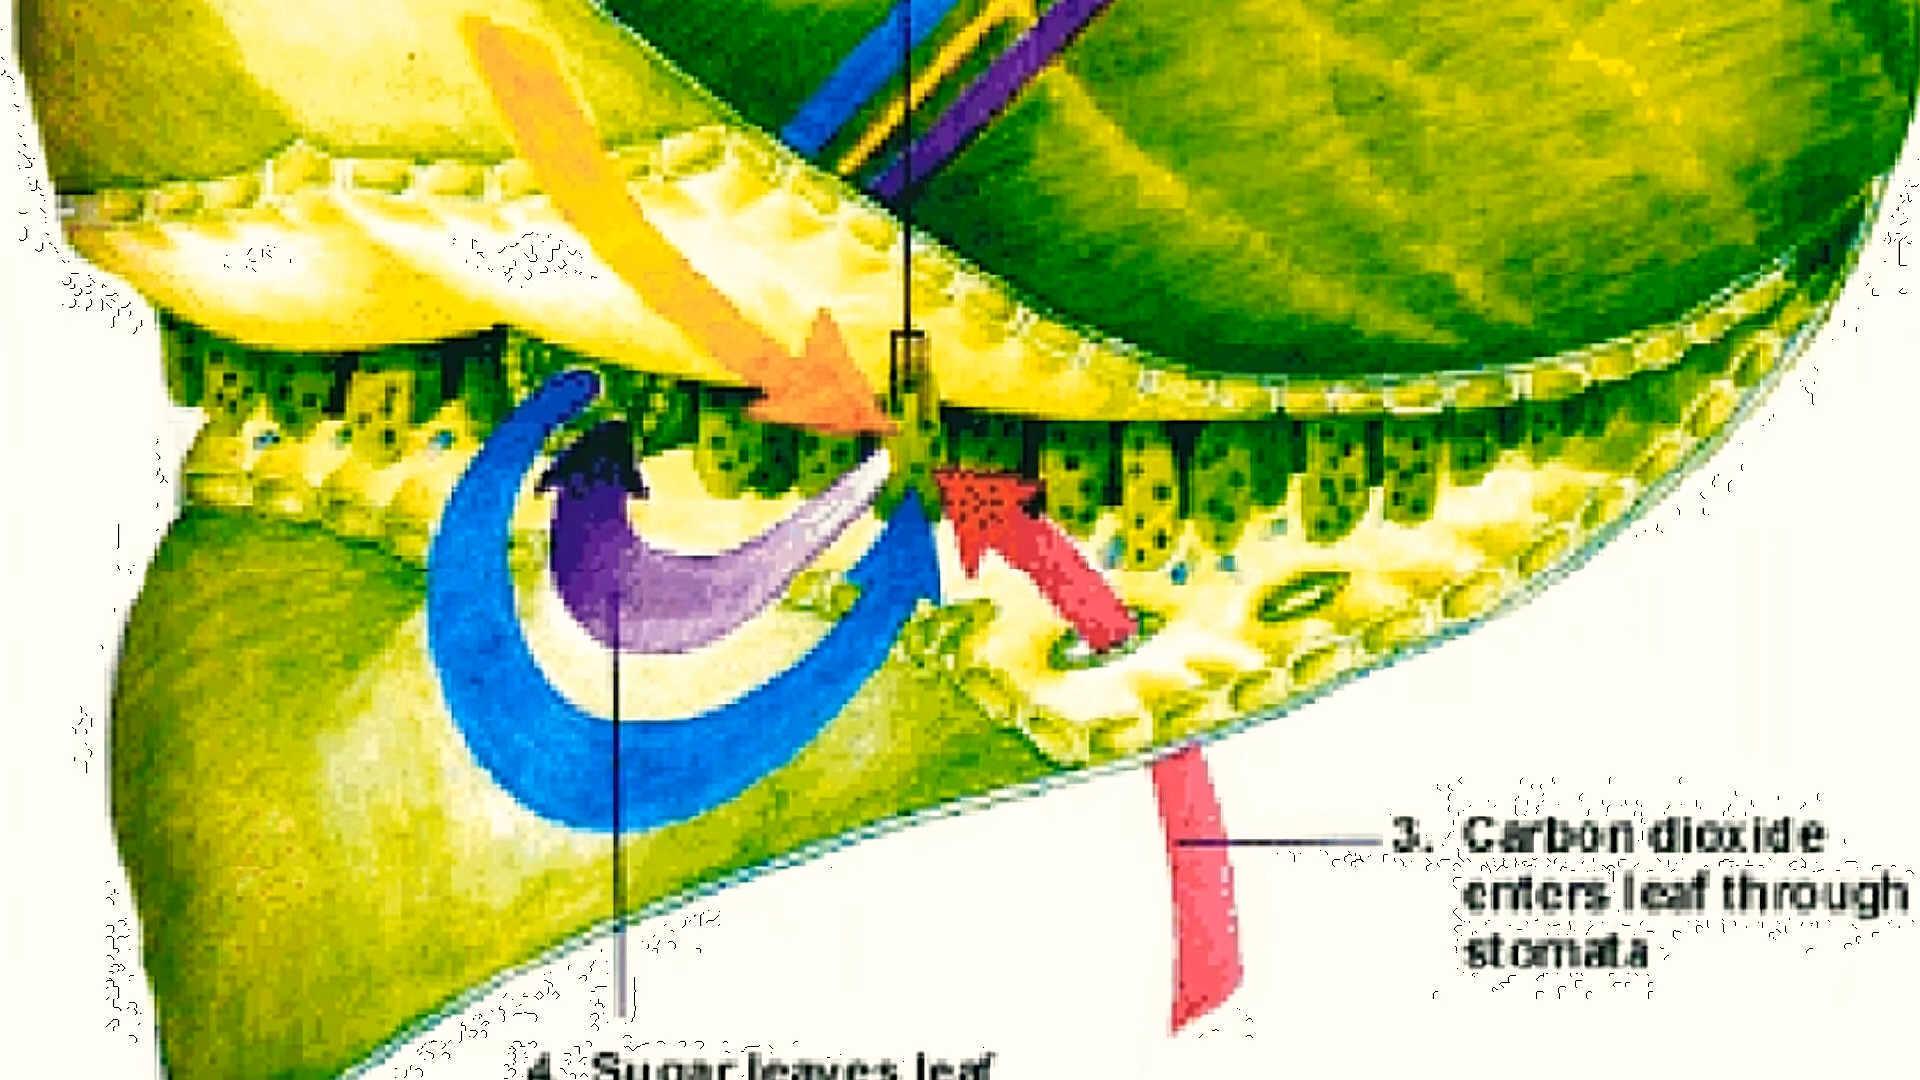 3. Carbon dioxide
enters leaf through
stomata
4. Sugar leaves leaf